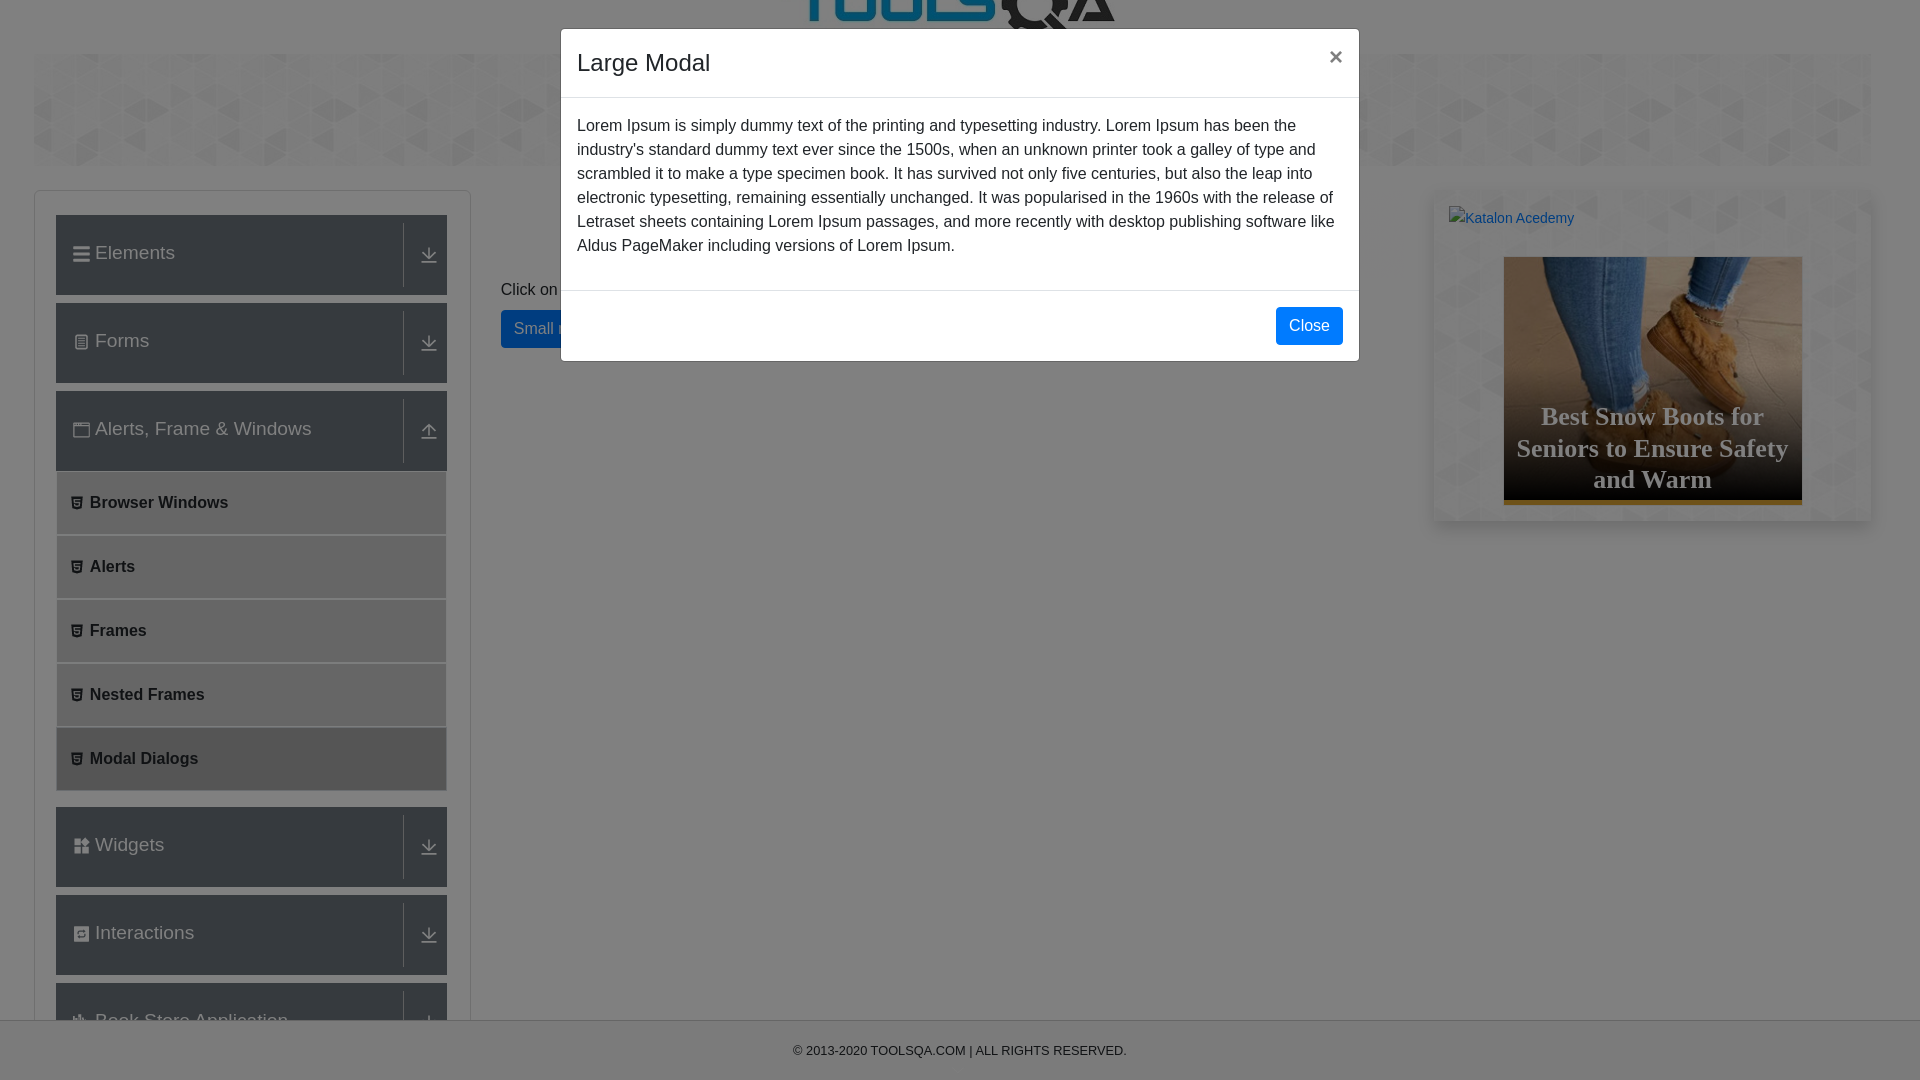 TOOLSQA
Large Modal
×
Lorem Ipsum is simply dummy text of the printing and typesetting industry. Lorem Ipsum has been the
industry's standard dummy text ever since the 1500s, when an unknown printer took a galley of type and
scrambled it to make a type specimen book. It has survived not only five centuries, but also the leap into
electronic typesetting, remaining essentially unchanged. It was popularised in the 1960s with the release of
Letraset sheets containing Lorem Ipsum passages, and more recently with desktop publishing software like
Aldus PageMaker including versions of Lorem Ipsum.
Close
Elements
Forms
Alerts, Frame & Windows
Browser Windows
Alerts
Frames
Nested Frames
Modal Dialogs
Widgets
Interactions
Book Store Application
Click on
Small
Katalon Acedemy
Best Snow Boots for
Seniors to Ensure Safety
and Warm
© 2013-2020 TOOLSQA.COM | ALL RIGHTS RESERVED.